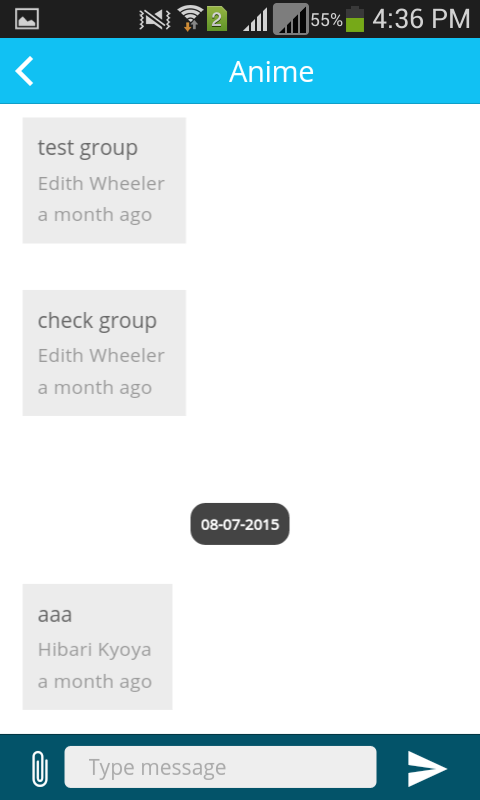 2 55% 4:36 PM
Anime
test group
Edith Wheeler
a month ago
check group
Edith Wheeler
a month ago
08-07-2015
aaa
Hibari Kyoya
a month ago
Type message